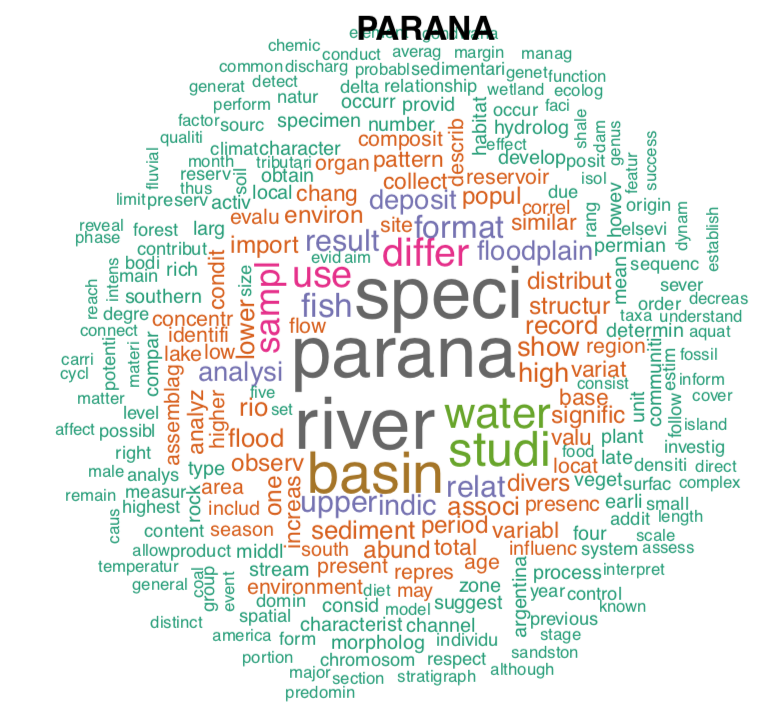 PARANA
chemic conduct averag margin manag
common discharg probabl sedimentari genet function
generat detect delta relationship wetland ecolog
perform natur occurr provid habitat occur faci
factor sourc specimen number composit describ hydrolog shale dam genus success
qualiti climat character pattern effect develop posit featur
fluvial month tributari organ collect reservoir isol
reserv soil obtain chang deposit popul due howev origin
thus local environ correl rang dynam establish
limit preserv activ evalu site format similar elsevi
reveal forest larg import result differ floodplain permian
phase contribut condit evid aim mean sequenc
bodi main rich size sampl use speci distribut sever
intens southern fish structur order decreas
reach degre concentr lower flow record taxa understand
connect identifi parana show region determin aquat
potenti materi compar lake low high variat communiti estim fossil
carri analysi consist inform
cycl five base unit cover
matter assemblag analyz higher rio set river water signific follow island
level flood studi valu plant
affect possibl food late investig
right observ basin locat densiti direct
male analys type one relat divers veget surfac complex
remain measur rock area increas upper indic associ presenc earli small
highest includ addit length
caus content season sediment period variabl four scale
allow product middl south abund total influenc system assess
temperatur stream present repres age argentina process interpret
general coal group event environment diet may zone year control
domin consid model suggest known
distinct spatial characterist channel previous
america form morpholog individu stage
portion chromosom respect sandston
major section stratigraph although
predomin